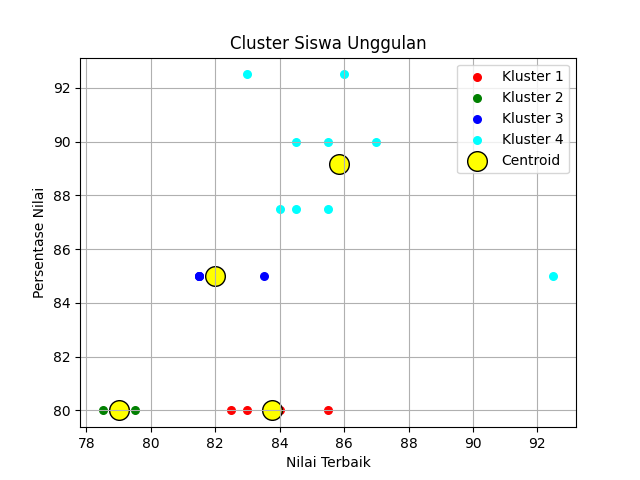 Cluster Siswa Unggulan
Persentase Nilai
92
90
88
86
84
82
80
Kluster 1
Kluster 2
Kluster 3
Kluster 4
Centroid
78 80 82 84 86 88 90 92
Nilai Terbaik